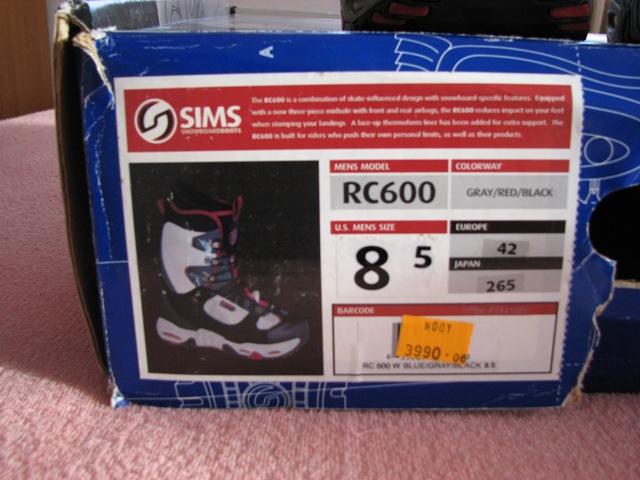 The RC600 is a combination of skate-influenced design with snowboard-specific features. Equipped
with a new three-piece midsole with front and rear airbags, the RC600 reduces impact on your feet
when stomping your landings. A lace-up thermoform liner has been added for extra support. The
RC600 is built for riders who push their own personal limits, as well as their products.
SIMS
SNOWBOARDBOOTS
MENS MODEL
RC600
COLORWAY
GRAY/RED/BLACK
U.S. MENS SIZE
8 5
EUROPE
42
JAPAN
265
BARCODE
N001
3990.00
RC 600 W BLUE/GRAY/BLACK 8.5